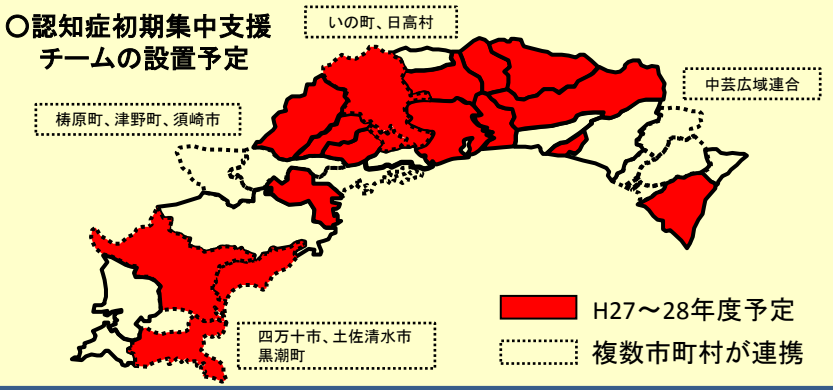 ○認知症初期集中支援
チームの設置予定
いの町、日高村
中芸広域連合
梼原町、津野町、須崎市
四万十市、土佐清水市
黒潮町
H27～28年度予定
複数市町村が連携